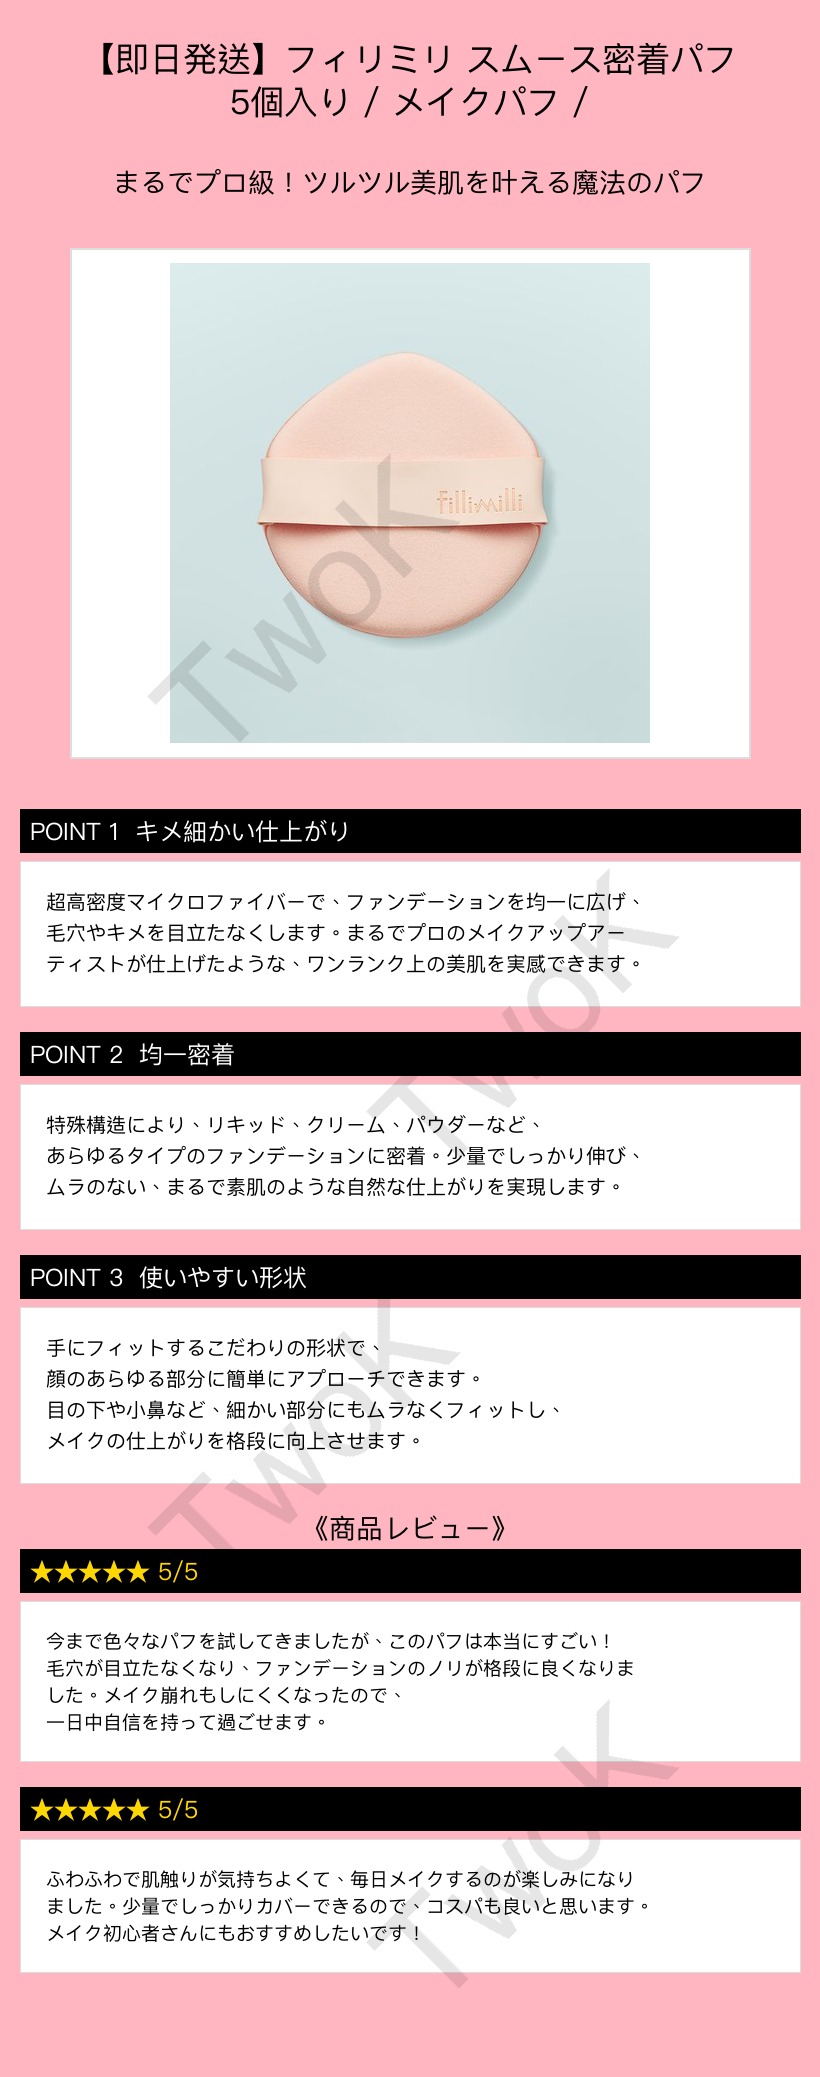 【即日発送】フィリミリ スムース密着パフ
5個入り / メイクパフ /
まるでプロ級！ツルツル美肌を叶える魔法のパフ
fillimilli
TwoK
POINT 1 キメ細かい仕上がり
超高密度マイクロファイバーで、ファンデーションを均一に広げ、
毛穴やキメを目立たなくします。まるでプロのメイクアップアー
ティストが仕上げたような、ワンランク上の美肌を実感できます。
TwoK
POINT 2 均一密着
特殊構造により、リキッド、クリーム、パウダーなど、
あらゆるタイプのファンデーションに密着。少量でしっかり伸び、
ムラのない、まるで素肌のような自然な仕上がりを実現します。
POINT 3 使いやすい形状
手にフィットするこだわりの形状で、
顔のあらゆる部分に簡単にアプローチできます。
目の下や小鼻など、細かい部分にもムラなくフィットし、
メイクの仕上がりを格段に向上させます。
TwoK
《商品レビュー》
★★★★★ 5/5
今まで色々なパフを試してきましたが、このパフは本当にすごい！
毛穴が目立たなくなり、ファンデーションのノリが格段に良くなりま
した。メイク崩れもしにくくなったので、
一日中自信を持って過ごせます。
★★★★★ 5/5
ふわふわで肌触りが気持ちよくて、毎日メイクするのが楽しみになり
ました。少量でしっかりカバーできるので、コスパも良いと思います。
メイク初心者さんにもおすすめしたいです！
TwoK